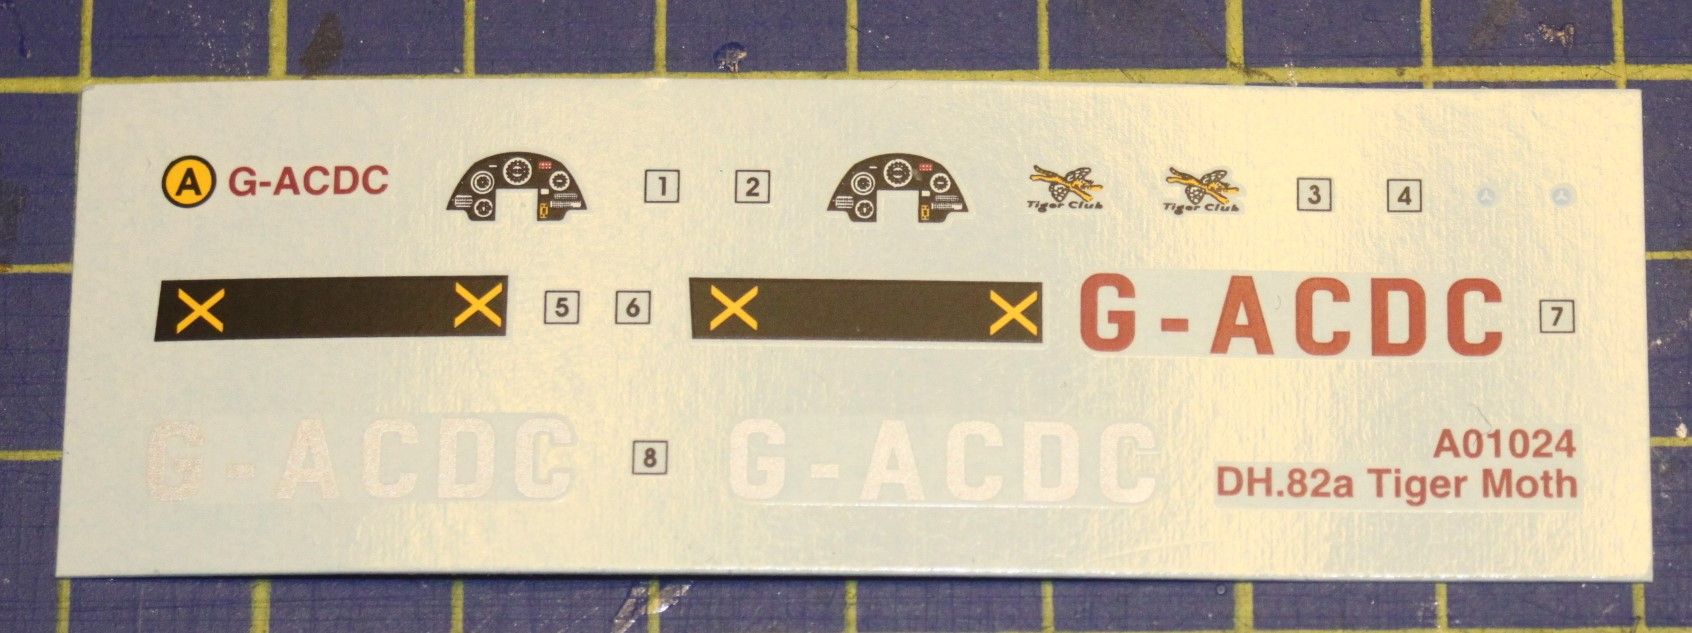 A G-ACDC
1
2
Tiger Club
Tiger Club
3
4
5
6
G-ACDC
7
G-ACDC
8
G-ACDC
A01024
DH.82a Tiger Moth